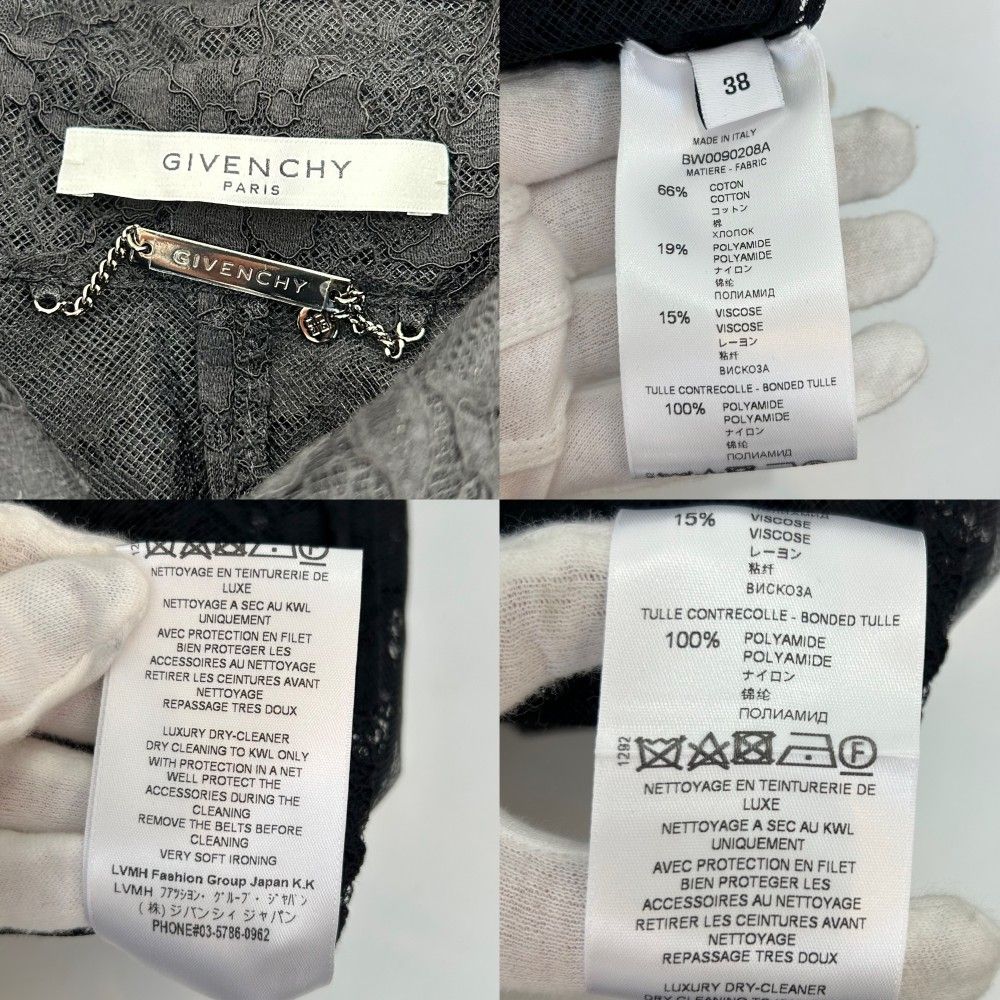 GIVENCHY
PARIS
GIVENCHY
38
MADE IN ITALY
BW0090208A
MATIERE - FABRIC
66% COTON
COTTON
コットン
棉
ХЛОПОК
19% POLYAMIDE
POLYAMIDE
ナイロン
锦纶
ПОЛИАМИД
15% VISCOSE
VISCOSE
レーヨン
粘纤
ВИСКОЗА
TULLE CONTRECOLLE - BONDED TULLE
100% POLYAMIDE
POLYAMIDE
ナイロン
锦纶
ПОЛИАМИД
NETTOYAGE EN TEINTURERIE DE
LUXE
NETTOYAGE A SEC AU KWL
UNIQUEMENT
AVEC PROTECTION EN FILET
BIEN PROTEGER LES
ACCESSOIRES AU NETTOYAGE
RETIRER LES CEINTURES AVANT
NETTOYAGE
REPASSAGE TRES DOUX
LUXURY DRY-CLEANER
DRY CLEANING TO KWL ONLY
WITH PROTECTION IN A NET
WELL PROTECT THE
ACCESSORIES DURING THE
CLEANING
REMOVE THE BELTS BEFORE
CLEANING
VERY SOFT IRONING
LVMH Fashion Group Japan K.K
LVMH ファッション・グループ・ジャパン
(株)ジバンシィ ジャパン
PHONE#03-5786-0962
15% VISCOSE
VISCOSE
レーヨン
粘纤
ВИСКОЗА
TULLE CONTRECOLLE - BONDED TULLE
100% POLYAMIDE
POLYAMIDE
ナイロン
锦纶
ПОЛИАМИД
1292
F
NETTOYAGE EN TEINTURERIE DE
LUXE
NETTOYAGE A SEC AU KWL
UNIQUEMENT
AVEC PROTECTION EN FILET
BIEN PROTEGER LES
ACCESSOIRES AU NETTOYAGE
RETIRER LES CEINTURES AVANT
NETTOYAGE
REPASSAGE TRES DOUX
LUXURY DRY-CLEANER